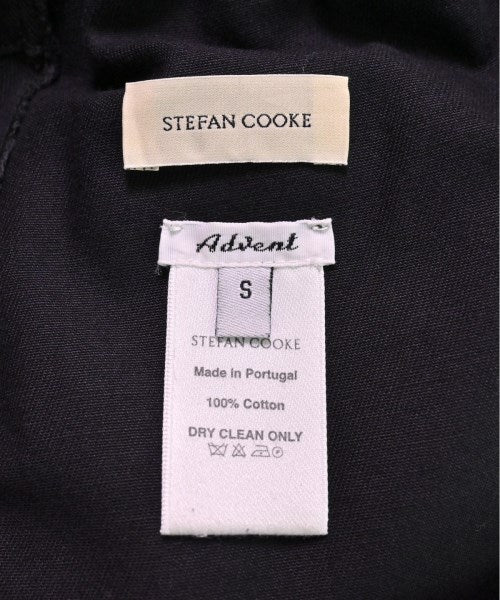 STEFAN COOKE
Advent
S
STEFAN COOKE
Made in Portugal
100% Cotton
DRY CLEAN ONLY